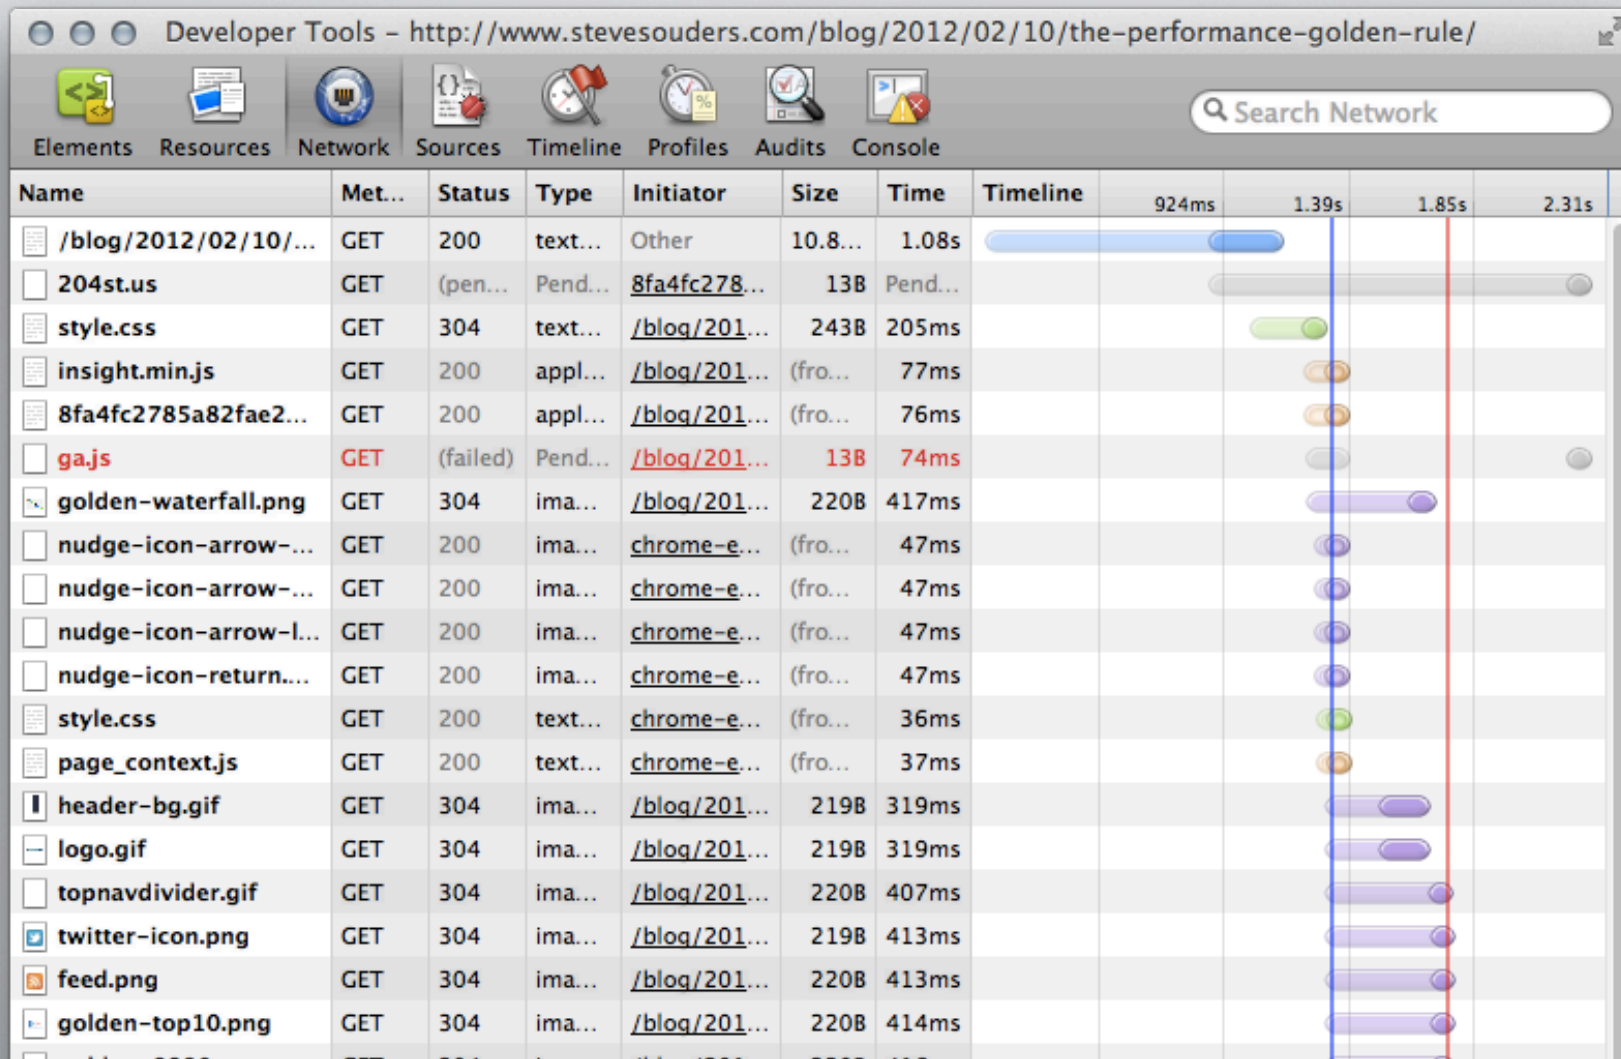 Developer Tools – http://www.stevesouders.com/blog/2012/02/10/the-performance-golden-rule/
Elements Resources Network Sources Timeline Profiles Audits Console Search Network
Name Met... Status Type Initiator Size Time Timeline 924ms 1.39s 1.85s 2.31s
/blog/2012/02/10/... GET 200 text... Other 10.8... 1.08s
204st.us GET (pen... Pend... 8fa4fc278... 13B Pend...
style.css GET 304 text... /blog/201... 243B 205ms
insight.min.js GET 200 appl... /blog/201... (fro... 77ms
8fa4fc2785a82fae2... GET 200 appl... /blog/201... (fro... 76ms
ga.js GET (failed) Pend... /blog/201... 13B 74ms
golden-waterfall.png GET 304 ima... /blog/201... 220B 417ms
nudge-icon-arrow-... GET 200 ima... chrome-e... (fro... 47ms
nudge-icon-arrow-... GET 200 ima... chrome-e... (fro... 47ms
nudge-icon-arrow-l... GET 200 ima... chrome-e... (fro... 47ms
nudge-icon-return.... GET 200 ima... chrome-e... (fro... 47ms
style.css GET 200 text... chrome-e... (fro... 36ms
page_context.js GET 200 text... chrome-e... (fro... 37ms
header-bg.gif GET 304 ima... /blog/201... 219B 319ms
logo.gif GET 304 ima... /blog/201... 219B 319ms
topnavdivider.gif GET 304 ima... /blog/201... 220B 407ms
twitter-icon.png GET 304 ima... /blog/201... 219B 413ms
feed.png GET 304 ima... /blog/201... 220B 413ms
golden-top10.png GET 304 ima... /blog/201... 220B 414ms